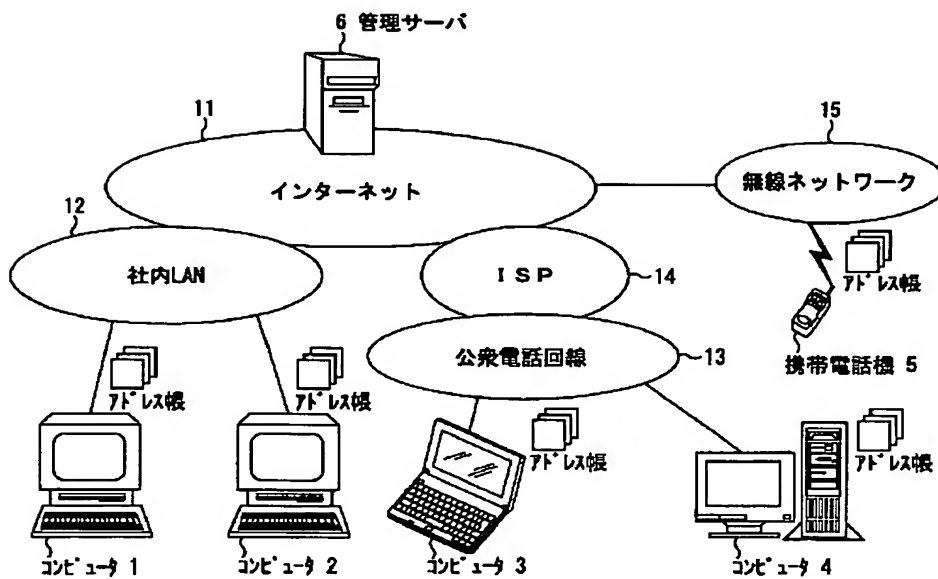 6 管理サーバ
11
15
インターネット
無線ネットワーク
12
社内LAN
ISP
14
アドレス帳
公衆電話回線
13
携帯電話機 5
アドレス帳
アドレス帳
アドレス帳
アドレス帳
コンピュータ 1
コンピュータ 2
コンピュータ 3
コンピュータ 4